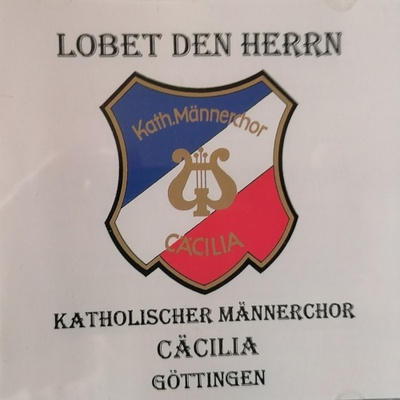 LOBET DEN HERRN
Kath.Männerchor
CÄCILIA
KATHOLISCHER MÄNNERCHOR
CÄCILIA
GÖTTINGEN